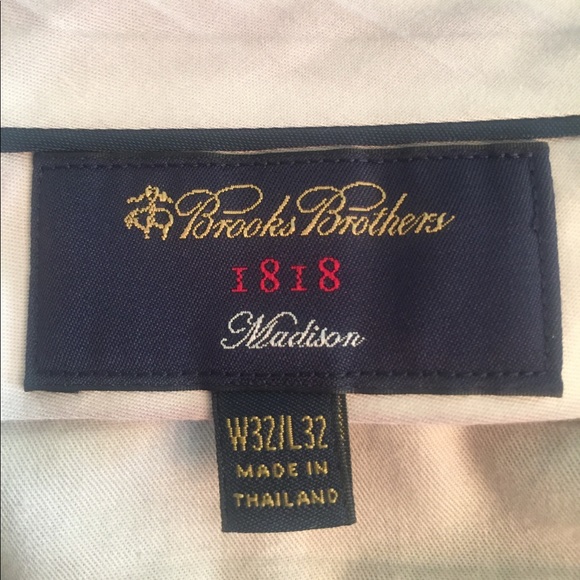 Brooks Brothers
1818
Madison
W32/L32
MADE IN
THAILAND